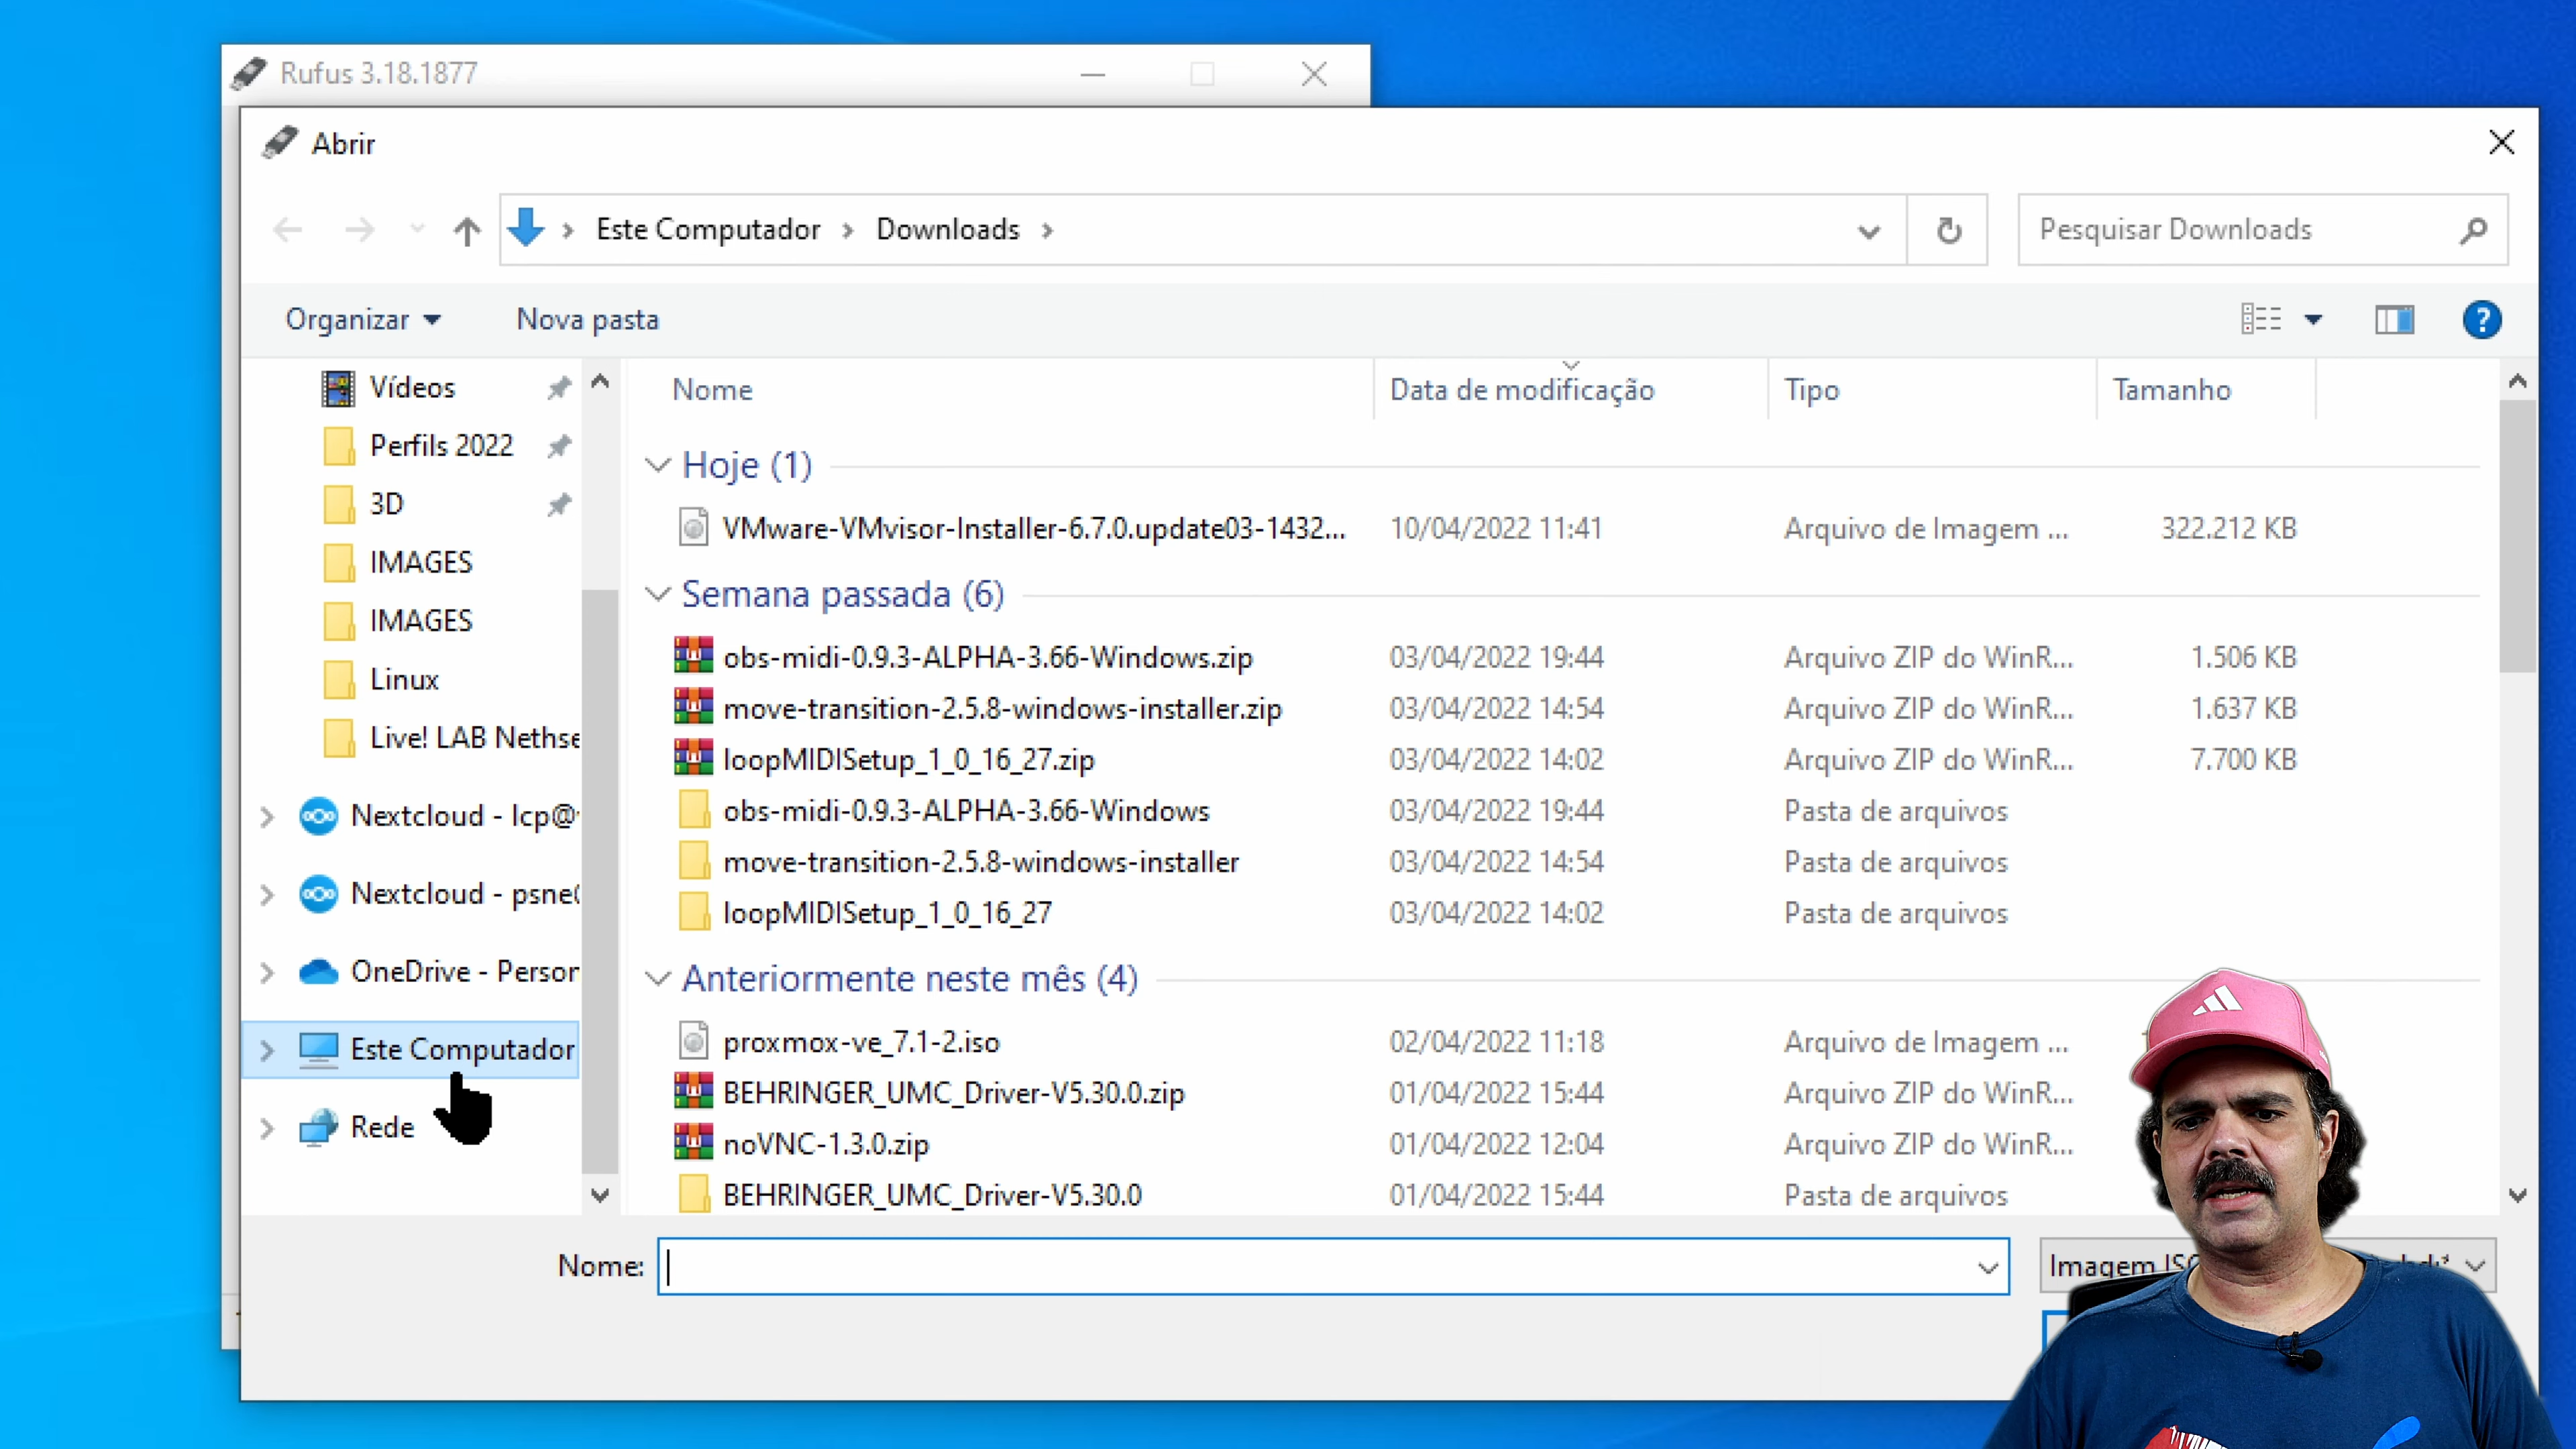 Rufus 3.18.1877
Abrir
Este Computador Downloads
Pesquisar Downloads
Organizar
Nova pasta
Vídeos
Perfils 2022
3D
IMAGES
IMAGES
Linux
Live! LAB Nethse
Nextcloud - lcp@
Nextcloud - psne
OneDrive - Person
Este Computador
Rede
Nome Data de modificação Tipo Tamanho
Hoje (1)
VMware-VMvisor-Installer-6.7.0.update03-1432... 10/04/2022 11:41 Arquivo de Imagem ... 322.212 KB
Semana passada (6)
obs-midi-0.9.3-ALPHA-3.66-Windows.zip 03/04/2022 19:44 Arquivo ZIP do WinR... 1.506 KB
move-transition-2.5.8-windows-installer.zip 03/04/2022 14:54 Arquivo ZIP do WinR... 1.637 KB
loopMIDISetup_1_0_16_27.zip 03/04/2022 14:02 Arquivo ZIP do WinR... 7.700 KB
obs-midi-0.9.3-ALPHA-3.66-Windows 03/04/2022 19:44 Pasta de arquivos
move-transition-2.5.8-windows-installer 03/04/2022 14:54 Pasta de arquivos
loopMIDISetup_1_0_16_27 03/04/2022 14:02 Pasta de arquivos
Anteriormente neste mês (4)
proxmox-ve_7.1-2.iso 02/04/2022 11:18 Arquivo de Imagem ...
BEHRINGER_UMC_Driver-V5.30.0.zip 01/04/2022 15:44 Arquivo ZIP do WinR...
noVNC-1.3.0.zip 01/04/2022 12:04 Arquivo ZIP do WinR...
BEHRINGER_UMC_Driver-V5.30.0 01/04/2022 15:44 Pasta de arquivos
Nome:
Imagem